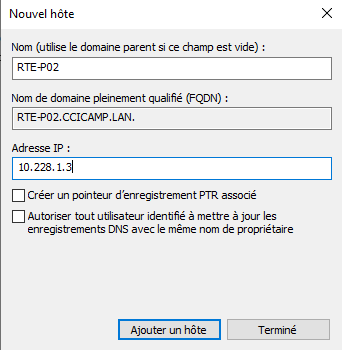 Nouvel hôte
Nom (utilise le domaine parent si ce champ est vide) :
RTE-P02
Nom de domaine pleinement qualifié (FQDN) :
RTE-P02.CCICAMP.LAN.
Adresse IP :
10.228.1.3
Créer un pointeur d'enregistrement PTR associé
Autoriser tout utilisateur identifié à mettre à jour les
enregistrements DNS avec le même nom de propriétaire
Ajouter un hôte
Terminé